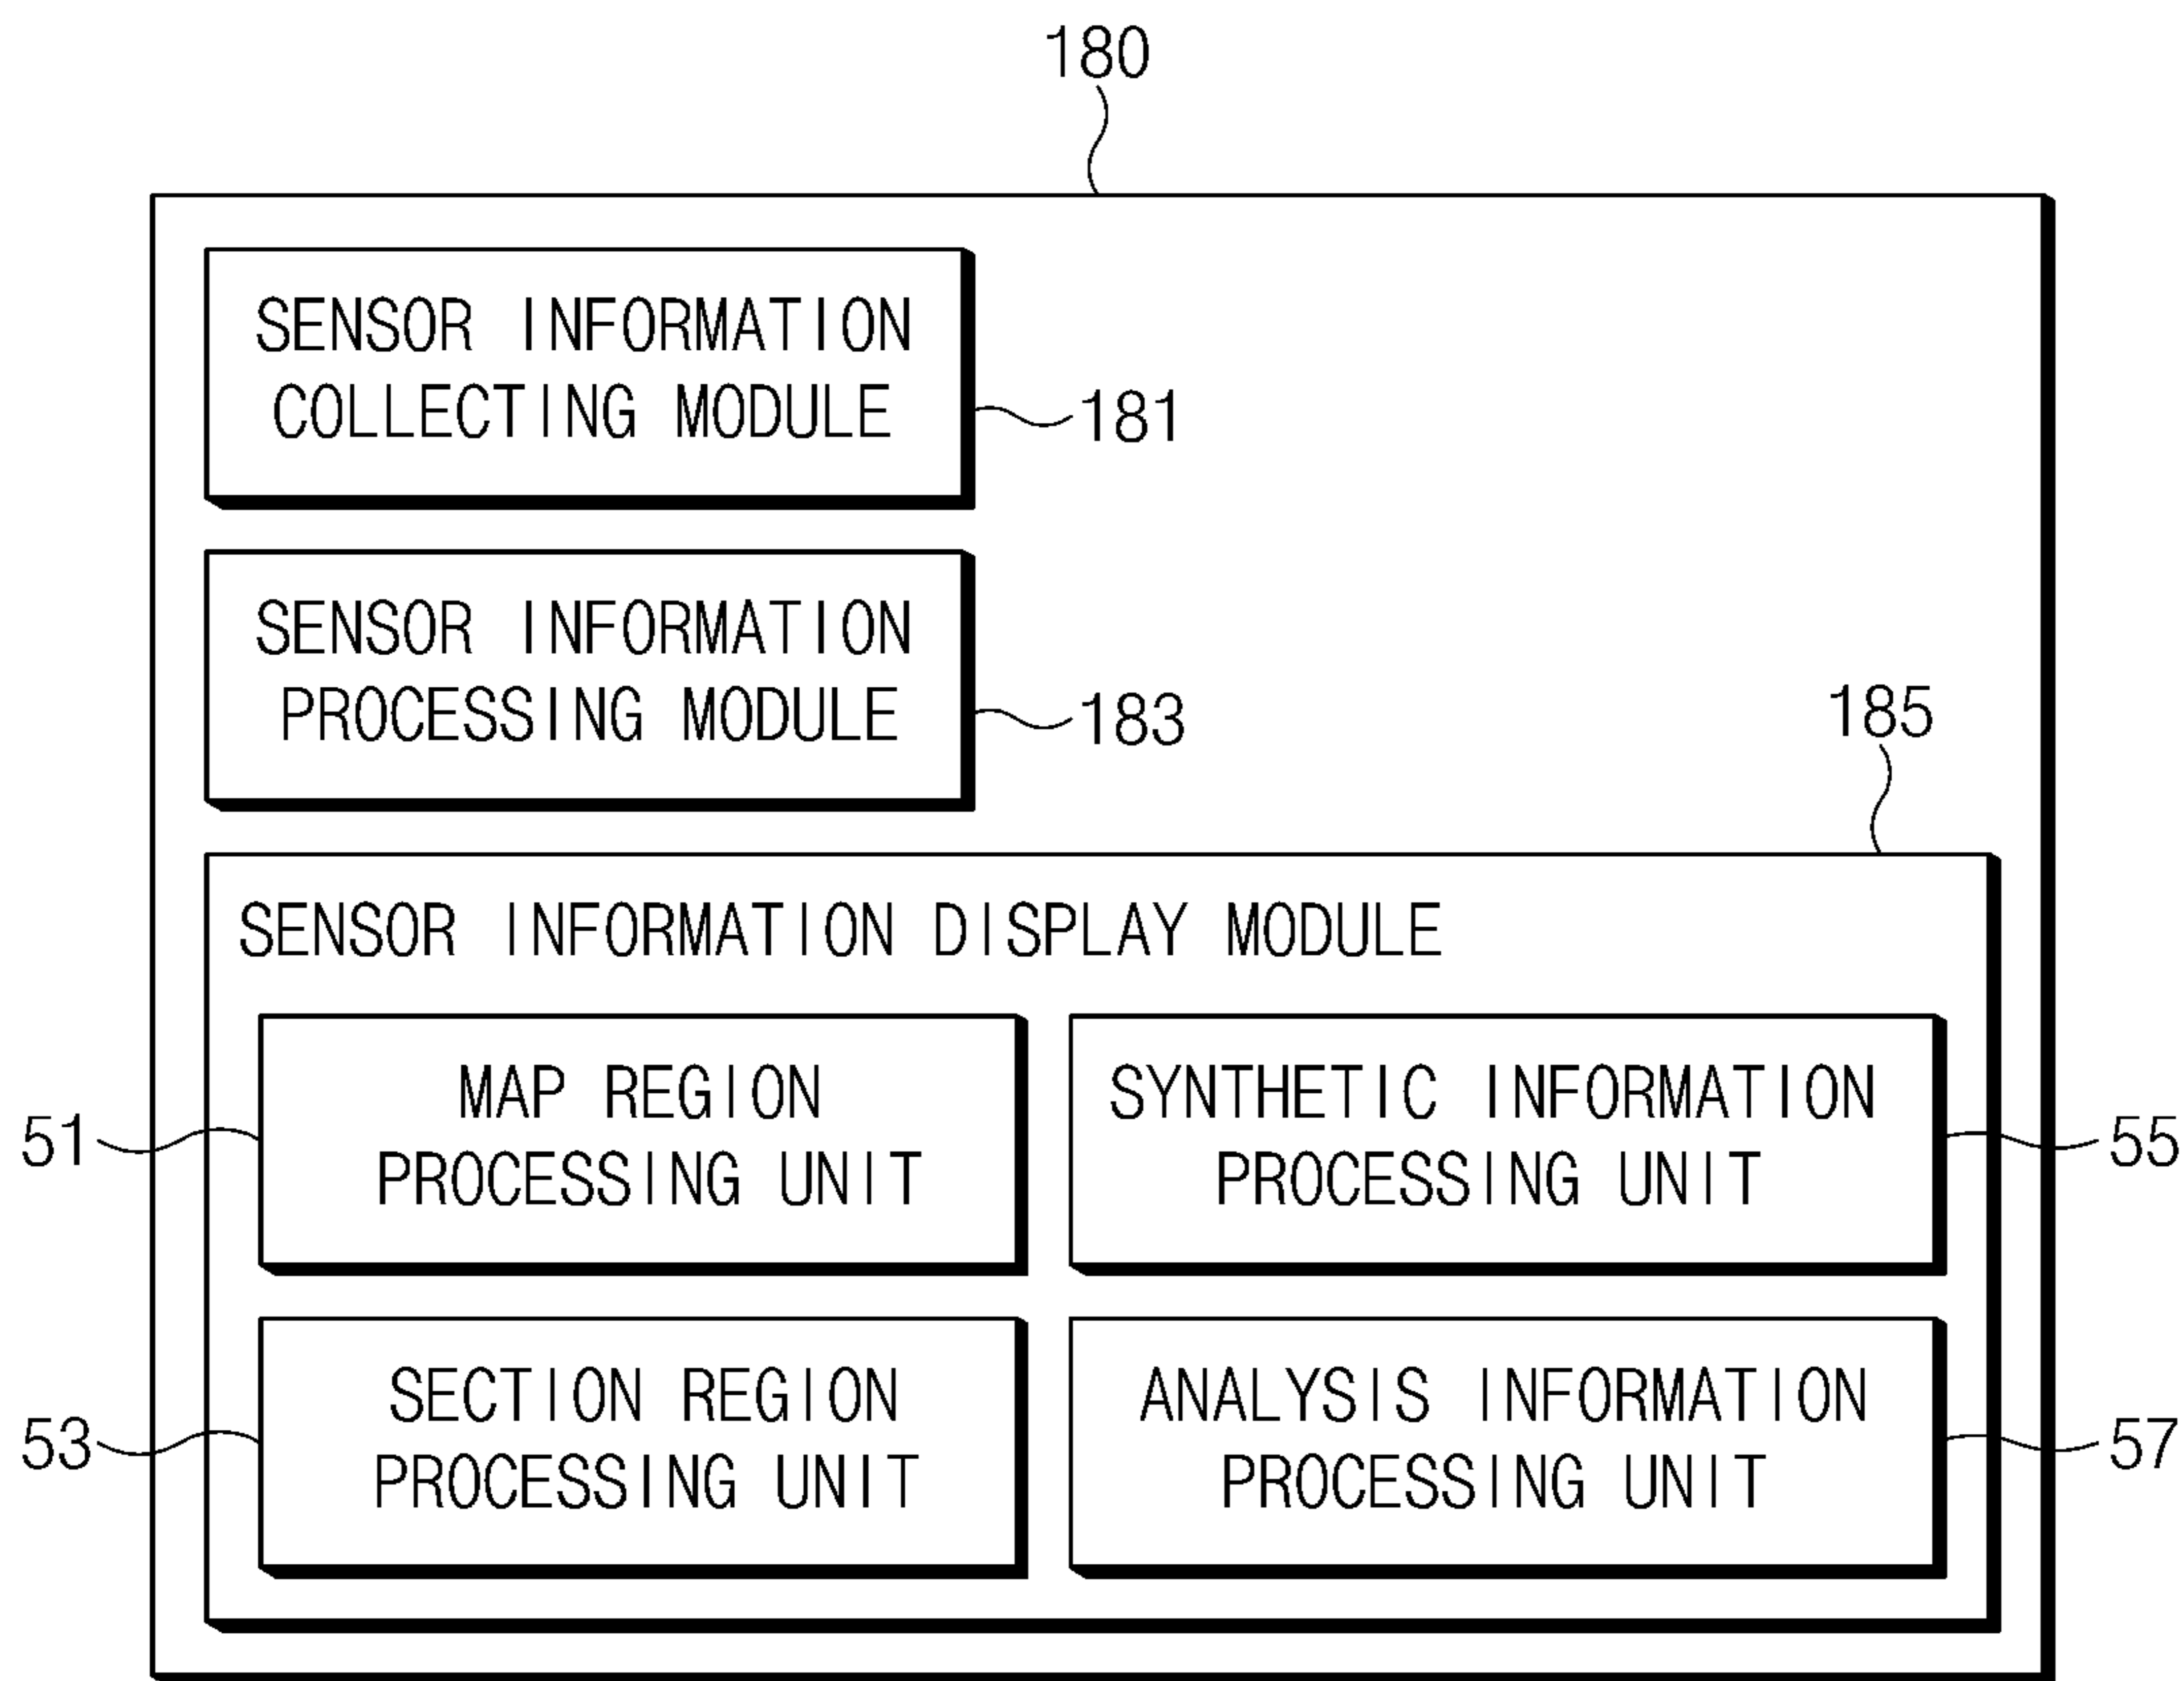 180
SENSOR INFORMATION
COLLECTING MODULE
181
SENSOR INFORMATION
PROCESSING MODULE
183
185
SENSOR INFORMATION DISPLAY MODULE
51
MAP REGION
PROCESSING UNIT
SYNTHETIC INFORMATION
PROCESSING UNIT
55
53
SECTION REGION
PROCESSING UNIT
ANALYSIS INFORMATION
PROCESSING UNIT
57